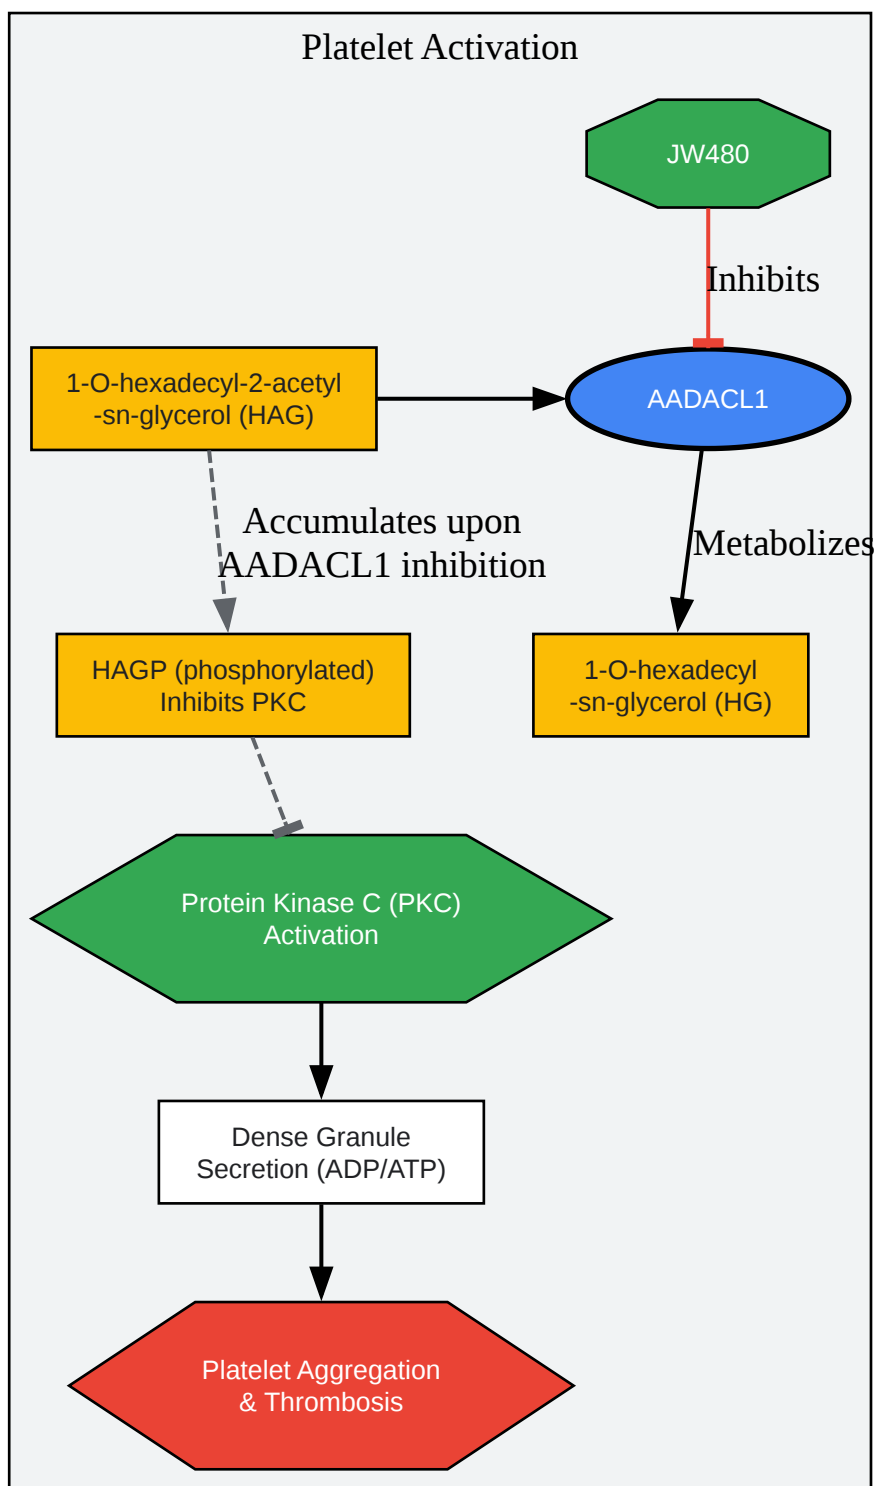 Platelet Activation
JW480
Inhibits
1-O-hexadecyl-2-acetyl
-sn-glycerol (HAG)
AADACL1
Accumulates upon
AADACL1 inhibition
Metabolizes
HAGP (phosphorylated)
Inhibits PKC
1-O-hexadecyl
-sn-glycerol (HG)
Protein Kinase C (PKC)
Activation
Dense Granule
Secretion (ADP/ATP)
Platelet Aggregation
& Thrombosis